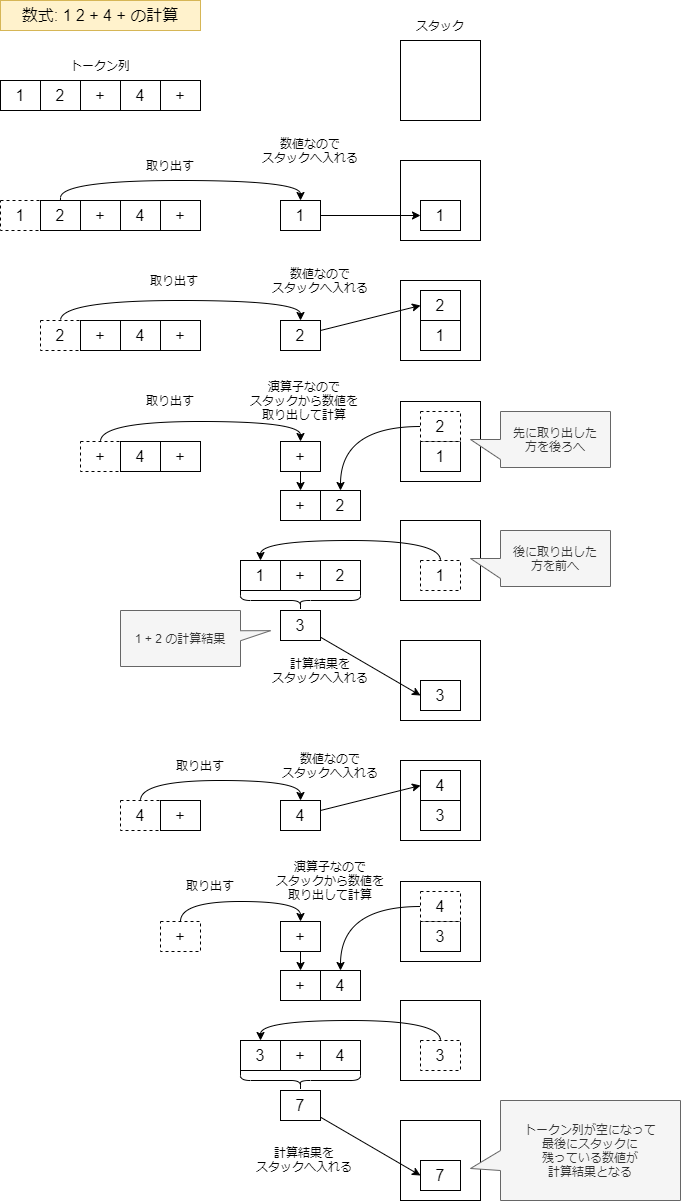 数式: 1 2 + 4 + の計算
スタック
トークン列
1 2 + 4 +
数値なので
スタックへ入れる
取り出す
1 2 + 4 +
1
1
数値なので
スタックへ入れる
取り出す
2 + 4 +
2
2
1
演算子なので
スタックから数値を
取り出して計算
取り出す
+ 4 +
+
2
1
先に取り出した
方を後ろへ
+ 2
1 + 2
1
後に取り出した
方を前へ
3
1 + 2 の計算結果
計算結果を
スタックへ入れる
3
数値なので
スタックへ入れる
取り出す
4 +
4
4
3
演算子なので
スタックから数値を
取り出して計算
取り出す
+
+
4
3
+ 4
3 + 4
3
7
計算結果を
スタックへ入れる
7
トークン列が空になって
最後にスタックに
残っている数値が
計算結果となる